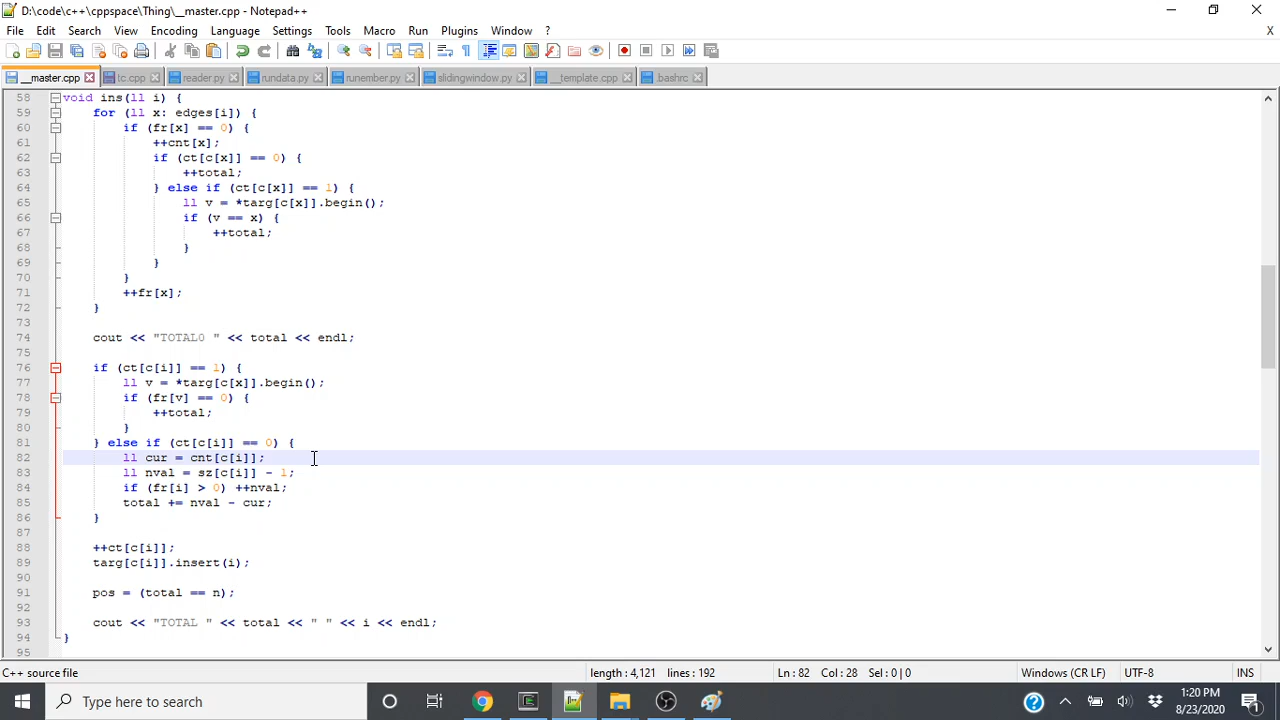 D:\code\c++\cppspace\Thing\__master.cpp - Notepad++
File Edit Search View Encoding Language Settings Tools Macro Run Plugins Window ? X
__master.cpp tc.cpp reader.py rundata.py runember.py slidingwindow.py __template.cpp .bashrc
58 void ins(ll i) {
59 for (ll x: edges[i]) {
60 if (fr[x] == 0) {
61 ++cnt[x];
62 if (ct[c[x]] == 0) {
63 ++total;
64 } else if (ct[c[x]] == 1) {
65 ll v = *targ[c[x]].begin();
66 if (v == x) {
67 ++total;
68 }
69 }
70 }
71 ++fr[x];
72 }
73
74 cout << "TOTAL0 " << total << endl;
75
76 if (ct[c[i]] == 1) {
77 ll v = *targ[c[x]].begin();
78 if (fr[v] == 0) {
79 ++total;
80 }
81 } else if (ct[c[i]] == 0) {
82 ll cur = cnt[c[i]];
83 ll nval = sz[c[i]] - 1;
84 if (fr[i] > 0) ++nval;
85 total += nval - cur;
86 }
87
88 ++ct[c[i]];
89 targ[c[i]].insert(i);
90
91 pos = (total == n);
92
93 cout << "TOTAL " << total << " " << i << endl;
94 }
95
C++ source file length : 4,121 lines : 192 Ln : 82 Col : 28 Sel : 0 | 0 Windows (CR LF) UTF-8 INS
Type here to search 1:20 PM
8/23/2020 1